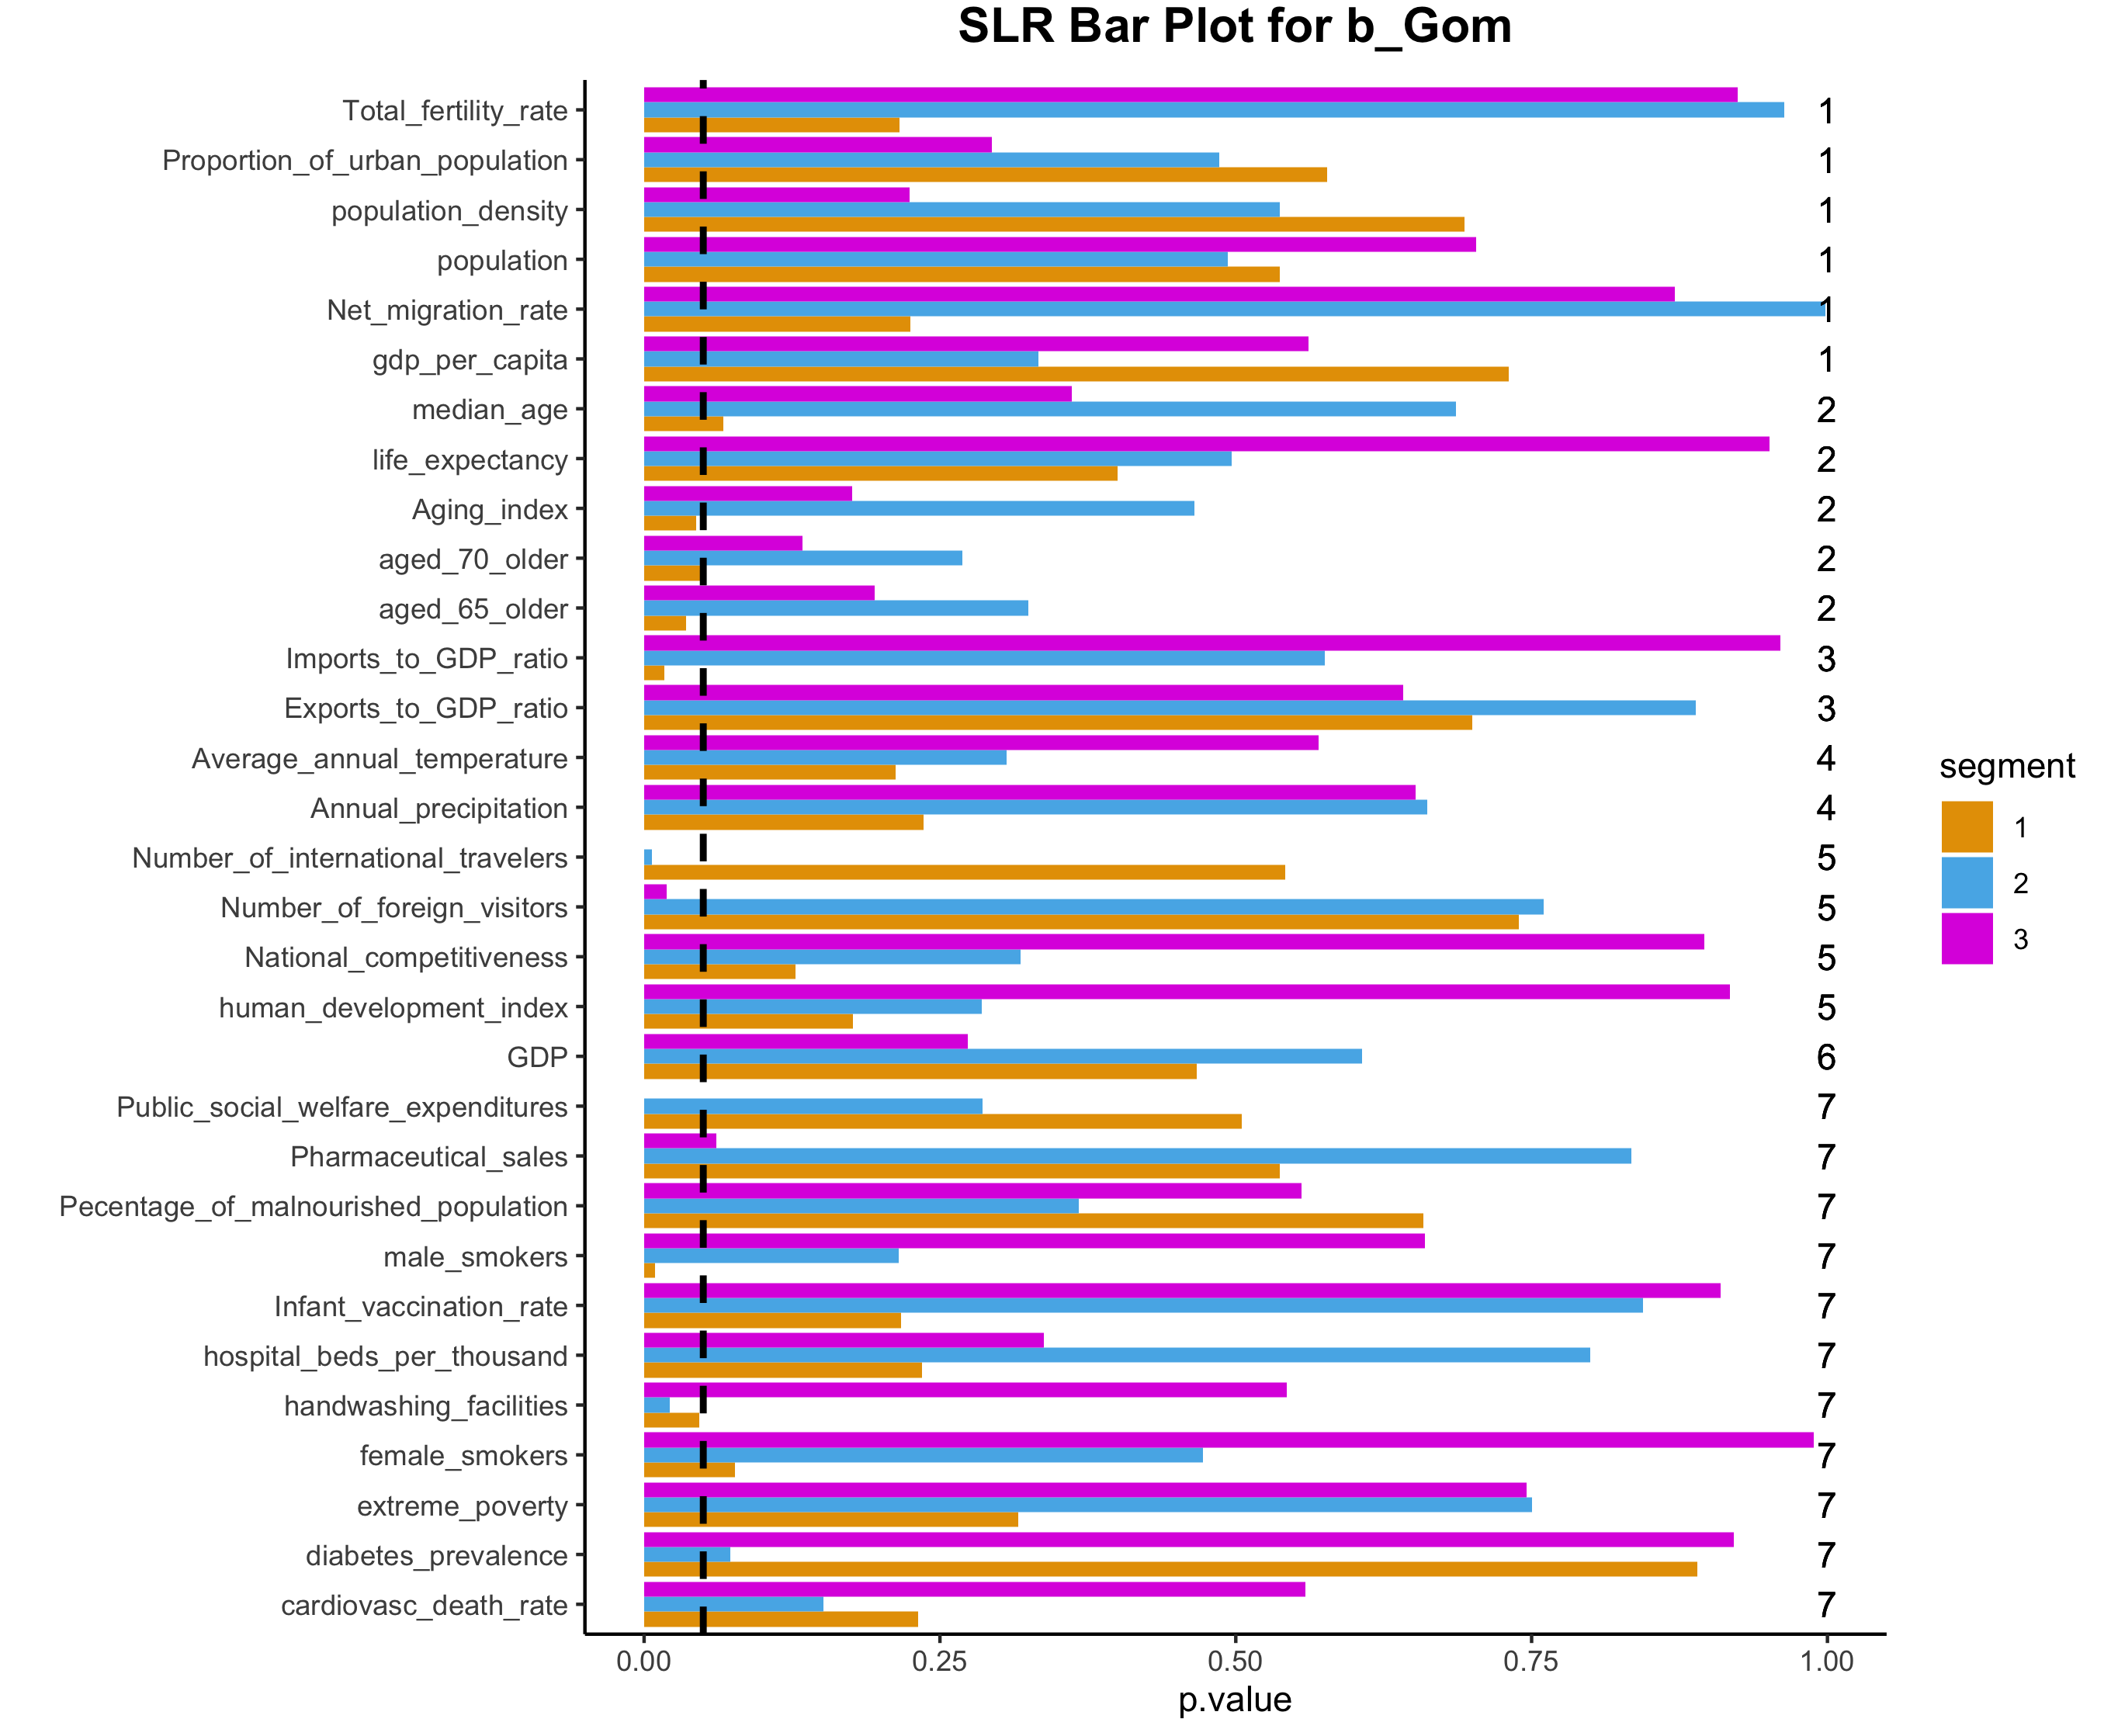 SLR Bar Plot for b_Gom
Total_fertility_rate 1
Proportion_of_urban_population 1
population_density 1
population 1
Net_migration_rate 1
gdp_per_capita 1
median_age 2
life_expectancy 2
Aging_index 2
aged_70_older 2
aged_65_older 2
Imports_to_GDP_ratio 3
Exports_to_GDP_ratio 3
Average_annual_temperature 4
Annual_precipitation 4
Number_of_international_travelers 5
Number_of_foreign_visitors 5
National_competitiveness 5
human_development_index 5
GDP 6
Public_social_welfare_expenditures 7
Pharmaceutical_sales 7
Pecentage_of_malnourished_population 7
male_smokers 7
Infant_vaccination_rate 7
hospital_beds_per_thousand 7
handwashing_facilities 7
female_smokers 7
extreme_poverty 7
diabetes_prevalence 7
cardiovasc_death_rate 7
0.00 0.25 0.50 0.75 1.00
p.value
segment
1
2
3